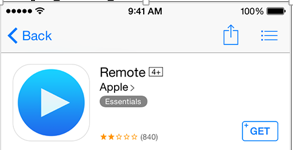 9:41 AM 100%
Back
Remote 4+
Apple >
Essentials
(840)
+ GET